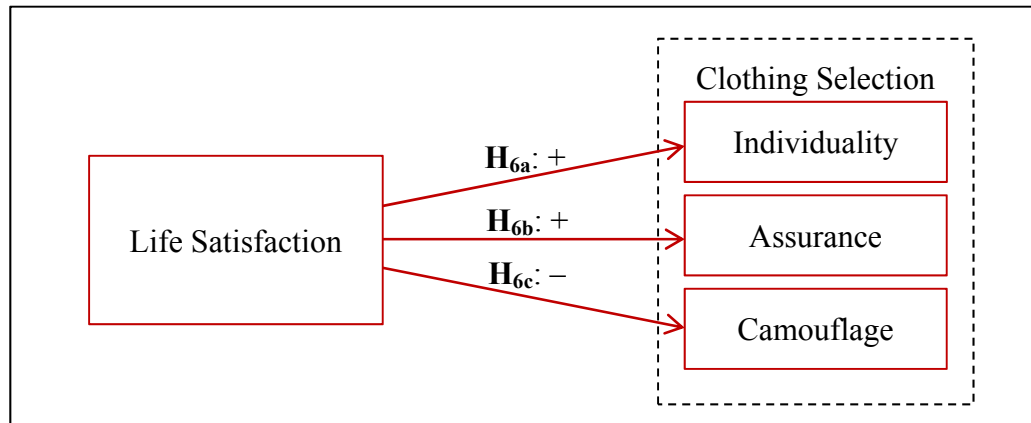 Clothing Selection
Individuality
H6a: +
H6b: +
Life Satisfaction
Assurance
H6c: –
Camouflage